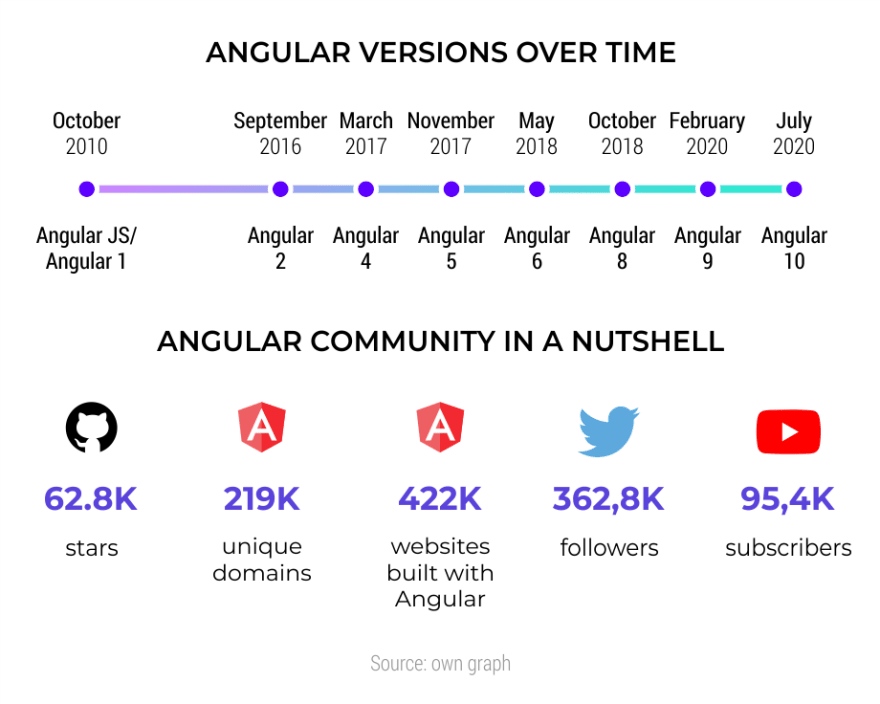 ANGULAR VERSIONS OVER TIME
October September March November May October February July
2010 2016 2017 2017 2018 2018 2020 2020
Angular JS/ Angular Angular Angular Angular Angular Angular Angular
Angular 1 2 4 5 6 8 9 10
ANGULAR COMMUNITY IN A NUTSHELL
62.8K 219K 422K 362,8K 95,4K
stars unique websites followers subscribers
domains built with
Angular
Source: own graph